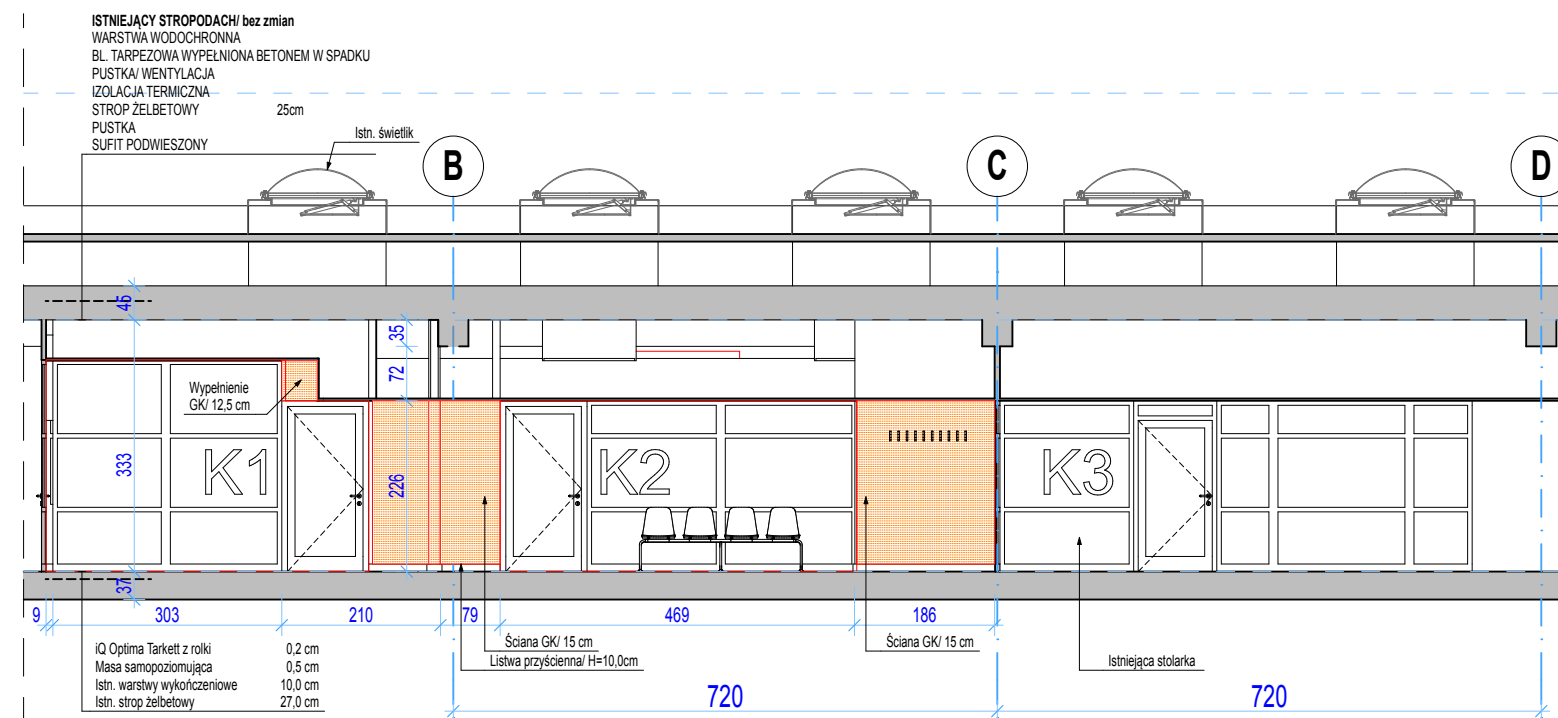 ISTNIEJĄCY STROPODACH/ bez zmian
WARSTWA WODOCHRONNA
BL. TARPEZOWA WYPEŁNIONA BETONEM W SPADKU
PUSTKA/ WENTYLACJA
IZOLACJA TERMICZNA
STROP ŻELBETOWY 25cm
PUSTKA
SUFIT PODWIESZONY
Istn. świetlik
B
C
D
45
35
72
Wypełnienie
GK/ 12,5 cm
333
226
K1
K2
K3
37
9
303
210
79
469
186
iQ Optima Tarkett z rolki 0,2 cm
Masa samopoziomująca 0,5 cm
Istn. warstwy wykończeniowe 10,0 cm
Istn. strop żelbetowy 27,0 cm
Ściana GK/ 15 cm
Listwa przyścienna/ H=10,0cm
Ściana GK/ 15 cm
Istniejąca stolarka
720
720